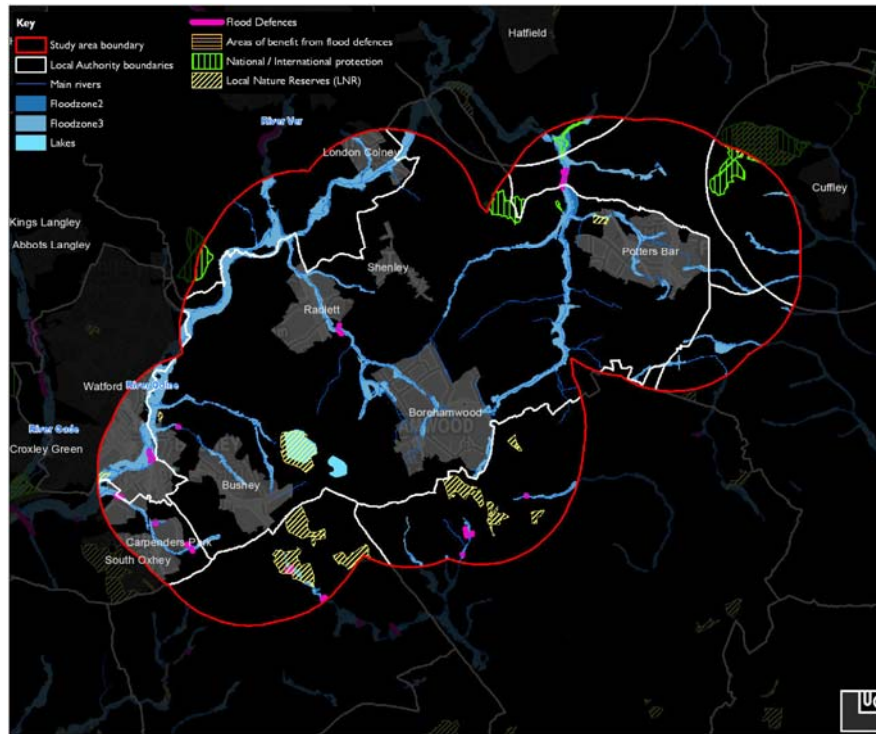 Key
Study area boundary
Local Authority boundaries
Main rivers
Floodzone2
Floodzone3
Lakes
Flood Defences
Areas of benefit from flood defences
National / International protection
Local Nature Reserves (LNR)
Hatfield
River Ver
London Colney
Cuffley
Kings Langley
Abbots Langley
Potters Bar
Shenley
Radlett
Watford
River Colne
Borehamwood
River Gade
Croxley Green
Bushey
Carpenders Park
South Oxhey